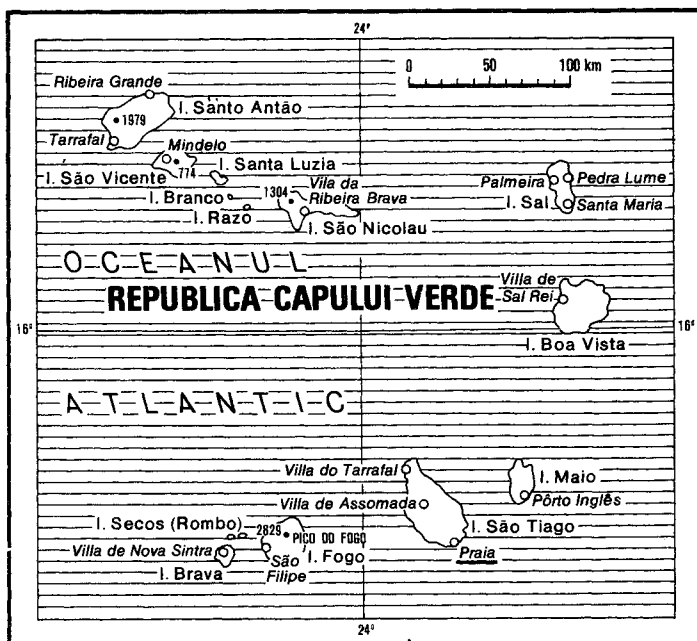 24°
0 50 100 km
Ribeira Grande
I. Santo Antão
1979
Tarrafal
Mindelo
I. São Vicente
774
I. Santa Luzia
I. Branco
I. Razo
1304
Vila da
Ribeira Brava
I. São Nicolau
Palmeira
Pedra Lume
I. Sal
Santa Maria
OCEANUL
REPUBLICA CAPULUI VERDE
Villa de
Sal Rei
16°
16°
I. Boa Vista
ATLANTIC
Villa do Tarrafal
I. Maio
Villa de Assomada
Pôrto Inglês
I. São Tiago
Praia
I. Secos (Rombo)
2829
PICO DO FOGO
Villa de Nova Sintra
São
Filipe
I. Fogo
I. Brava
24°